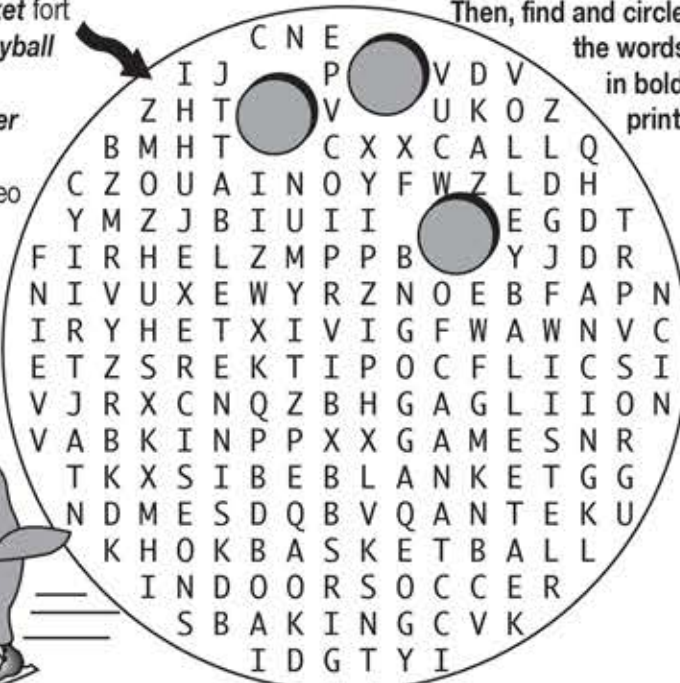 ket fort
yball
er
eo
Then, find and circle
the words
in bold
print
C N E
I J P V D V
Z H T V U K O Z
B M H T C X X C A L L Q
C Z O U A I N O Y F W Z L D H
Y M Z J B I U I I E G D T
F I R H E L Z M P P B Y J D R
N I V U X E W Y R Z N O E B F A P N
I R Y H E T X I V I G F W A W N V C
E T Z S R E K T I P O C F L I C S I
V J R X C N Q Z B H G A G L I I O N
V A B K I N P P X X G A M E S N R
T K X S I B E B L A N K E T G G
N D M E S D Q B V Q A N T E K U
K H O K B A S K E T B A L L
I N D O O R S O C C E R
S B A K I N G C V K
I D G T Y I